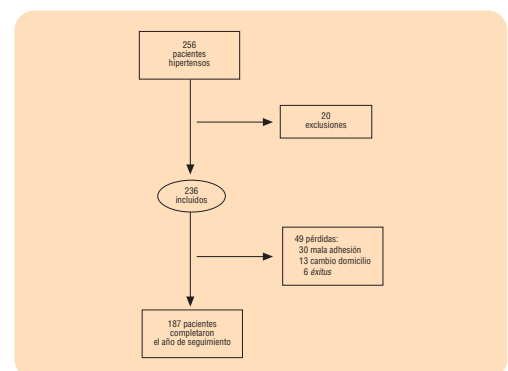 256
pacientes
hipertensos
20
exclusiones
236
incluidos
49 pérdidas:
30 mala adhesión
13 cambio domicilio
6 éxitus
187 pacientes
completaron
el año de seguimiento